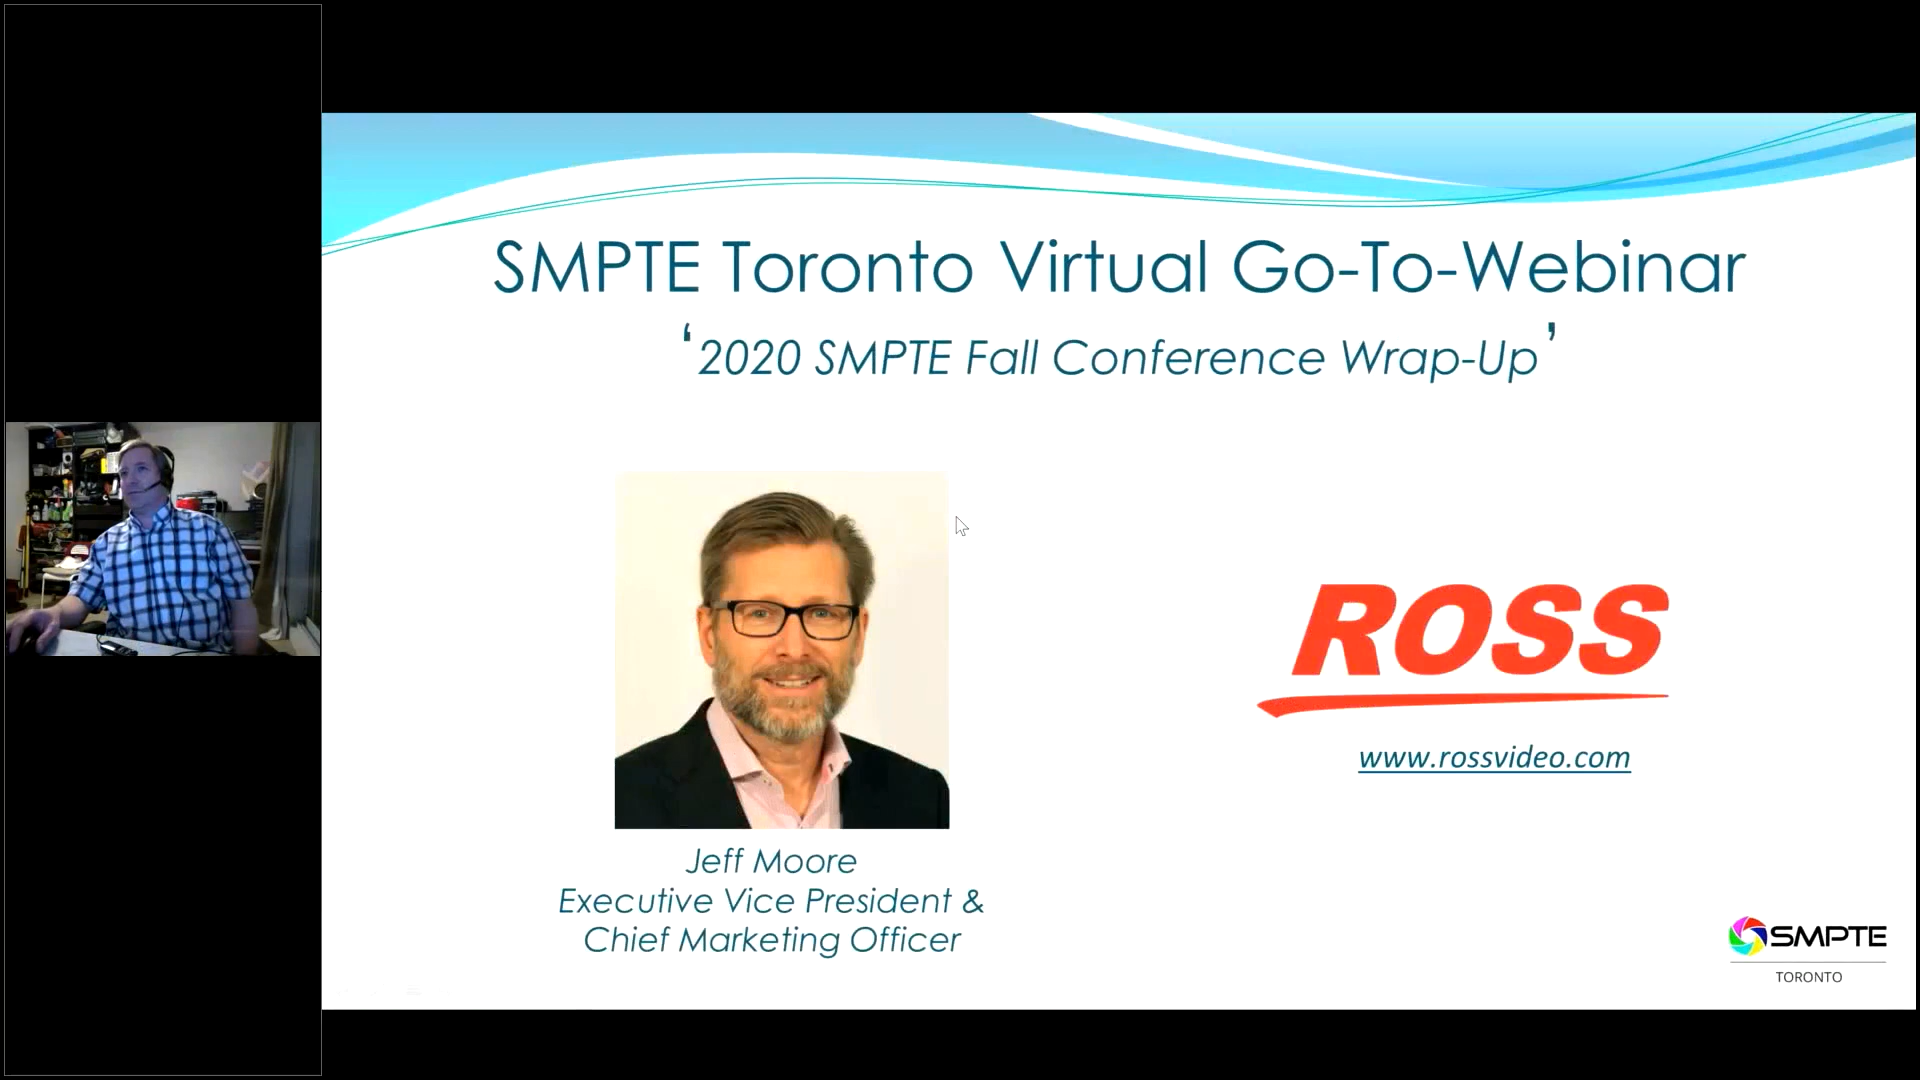 SMPTE Toronto Virtual Go-To-Webinar
‘2020 SMPTE Fall Conference Wrap-Up’
ROSS
www.rossvideo.com
Jeff Moore
Executive Vice President &
Chief Marketing Officer
SMPTE
TORONTO